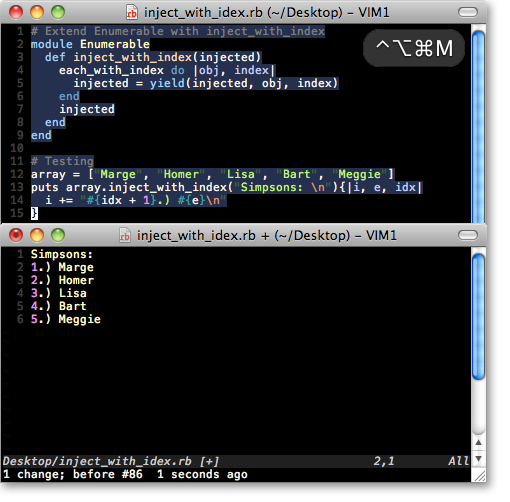 inject_with_idex.rb (~/Desktop) – VIM1
^⌥⌘M
1 # Extend Enumerable with inject_with_index
2 module Enumerable
3   def inject_with_index(injected)
4     each_with_index do |obj, index|
5       injected = yield(injected, obj, index)
6     end
7     injected
8   end
9 end
10
11 # Testing
12 array = ["Marge", "Homer", "Lisa", "Bart", "Meggie"]
13 puts array.inject_with_index("Simpsons: \n"){|i, e, idx|
14   i += "#{idx + 1}.) #{e}\n"
15 }
inject_with_idex.rb + (~/Desktop) – VIM1
1 Simpsons:
2 1.) Marge
3 2.) Homer
4 3.) Lisa
5 4.) Bart
6 5.) Meggie
Desktop/inject_with_idex.rb [+] 2,1 All
1 change; before #86  1 seconds ago